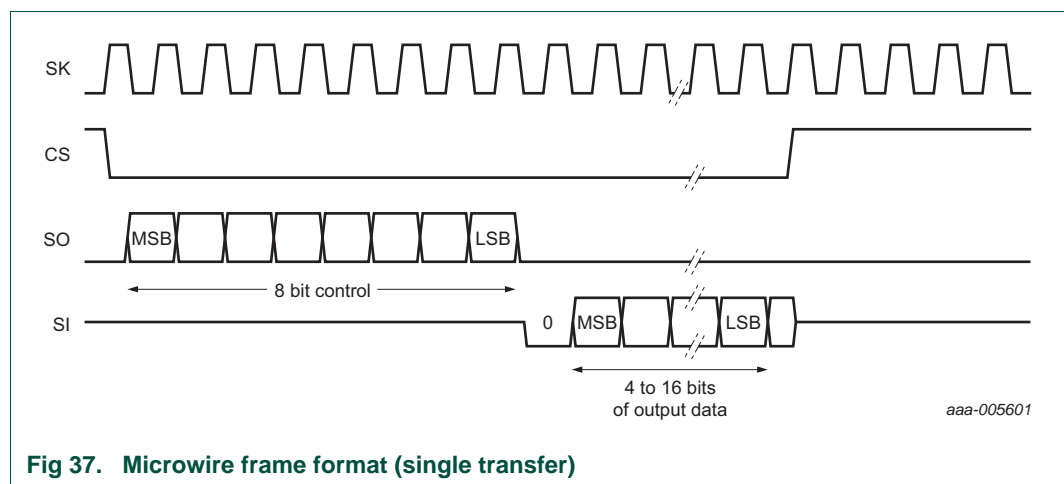 SK
CS
SO
MSB
LSB
8 bit control
SI
0
MSB
LSB
4 to 16 bits
of output data
aaa-005601
Fig 37. Microwire frame format (single transfer)